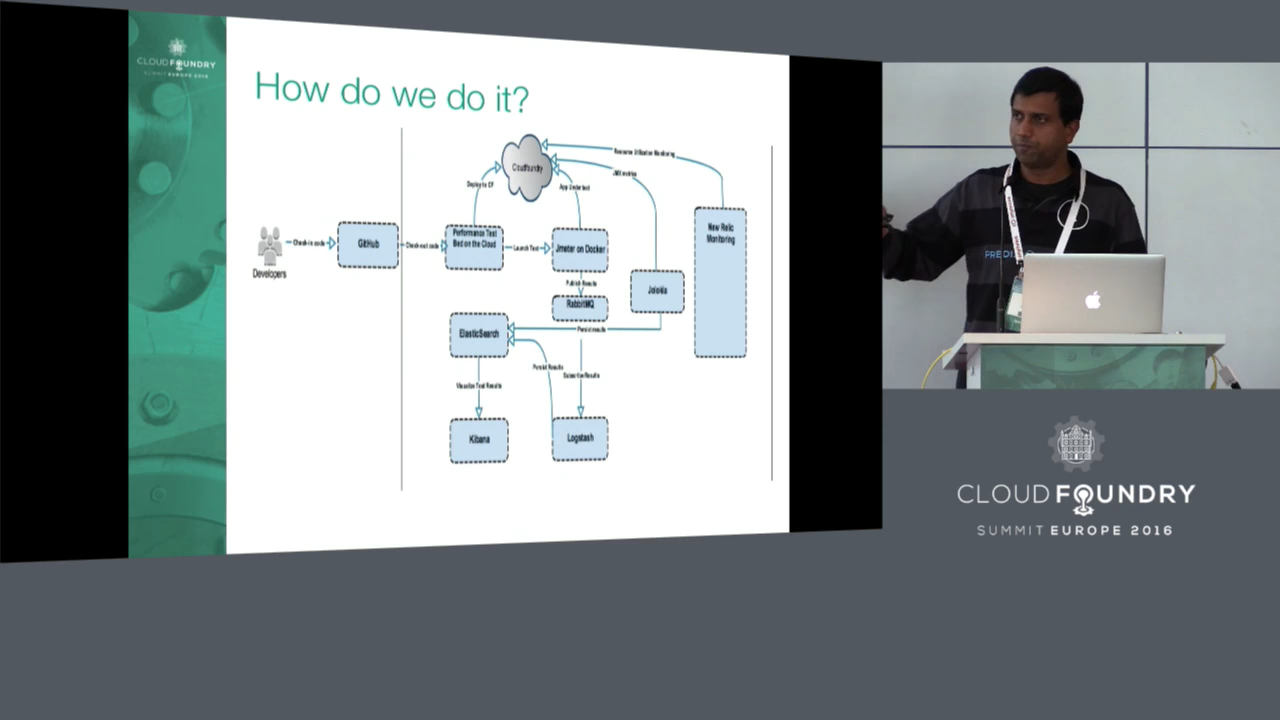 CLOUD FOUNDRY
SUMMIT EUROPE 2016
How do we do it?
Cloudfoundry
Resource Utilization Monitoring
JMX metrics
Deploy to CF
App Under test
Developers
Check-in code
GitHub
Check-out code
Performance Test
Bed on the Cloud
Launch Test
Jmeter on Docker
New Relic
Monitoring
Publish Results
RabbitMQ
Jolokia
ElasticSearch
Persist results
Persist Results
Subscribe Results
Visualize Test Results
Kibana
Logstash
CLOUD FOUNDRY
SUMMIT EUROPE 2016